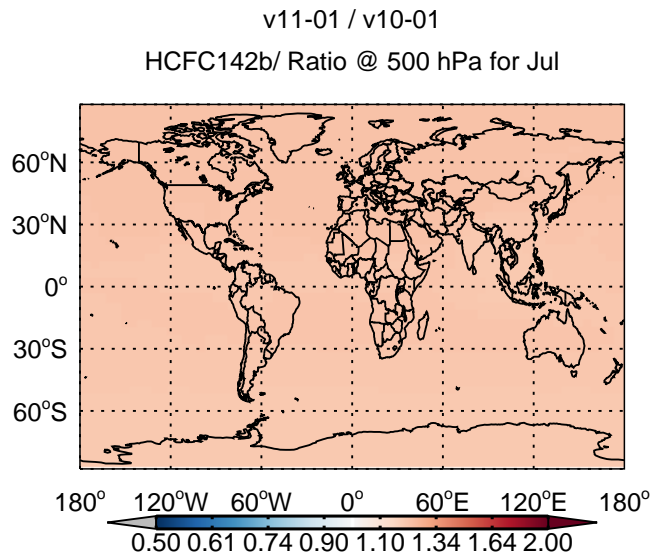 v11-01 / v10-01
HCFC142b/ Ratio @ 500 hPa for Jul
60°N
30°N
0°
30°S
60°S
180° 120°W 60°W 0° 60°E 120°E 180°
0.50 0.61 0.74 0.90 1.10 1.34 1.64 2.00